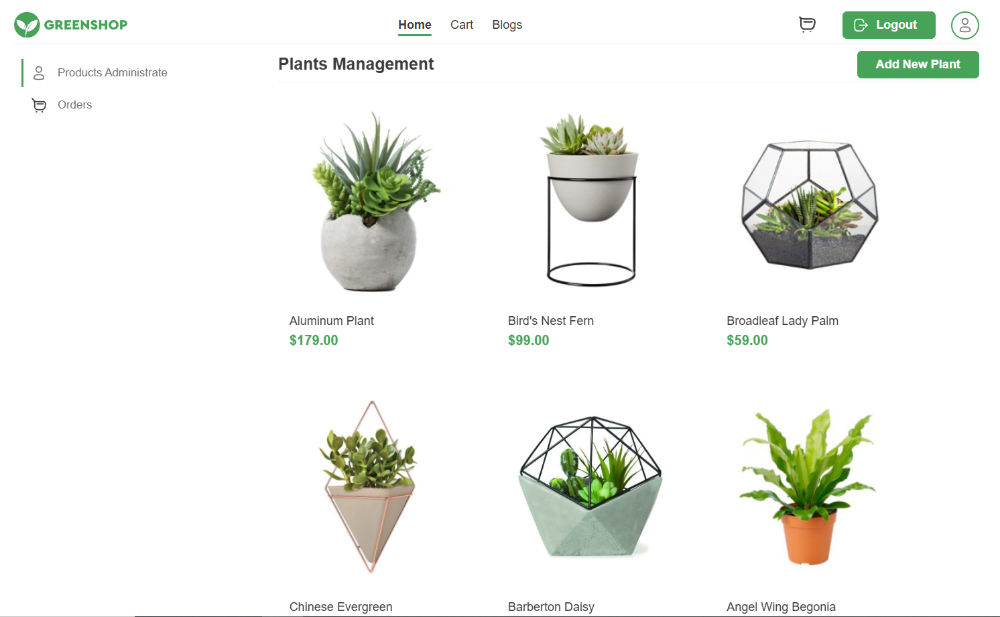 GREENSHOP
Home Cart Blogs
Logout
Products Administrate
Orders
Plants Management
Add New Plant
Aluminum Plant
$179.00
Bird's Nest Fern
$99.00
Broadleaf Lady Palm
$59.00
Chinese Evergreen
Barberton Daisy
Angel Wing Begonia